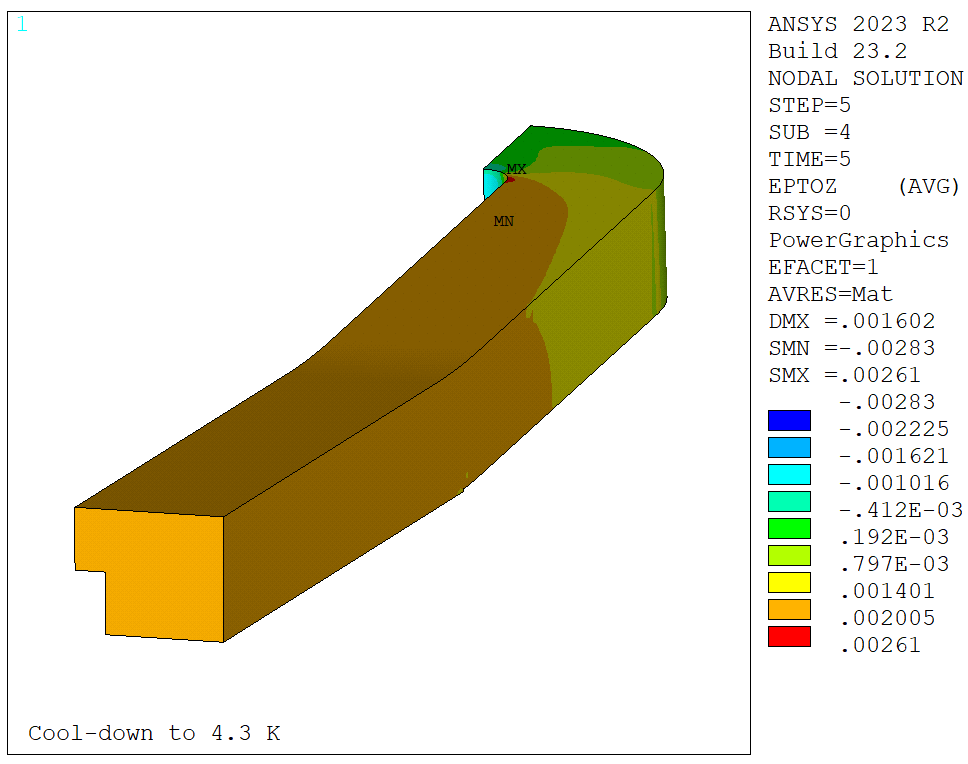 1
ANSYS 2023 R2
Build 23.2
NODAL SOLUTION
STEP=5
SUB =4
TIME=5
EPTOZ (AVG)
RSYS=0
PowerGraphics
EFACET=1
AVRES=Mat
DMX =.001602
SMN =-.00283
SMX =.00261
-.00283
-.002225
-.001621
-.001016
-.412E-03
.192E-03
.797E-03
.001401
.002005
.00261
MX
MN
Cool-down to 4.3 K